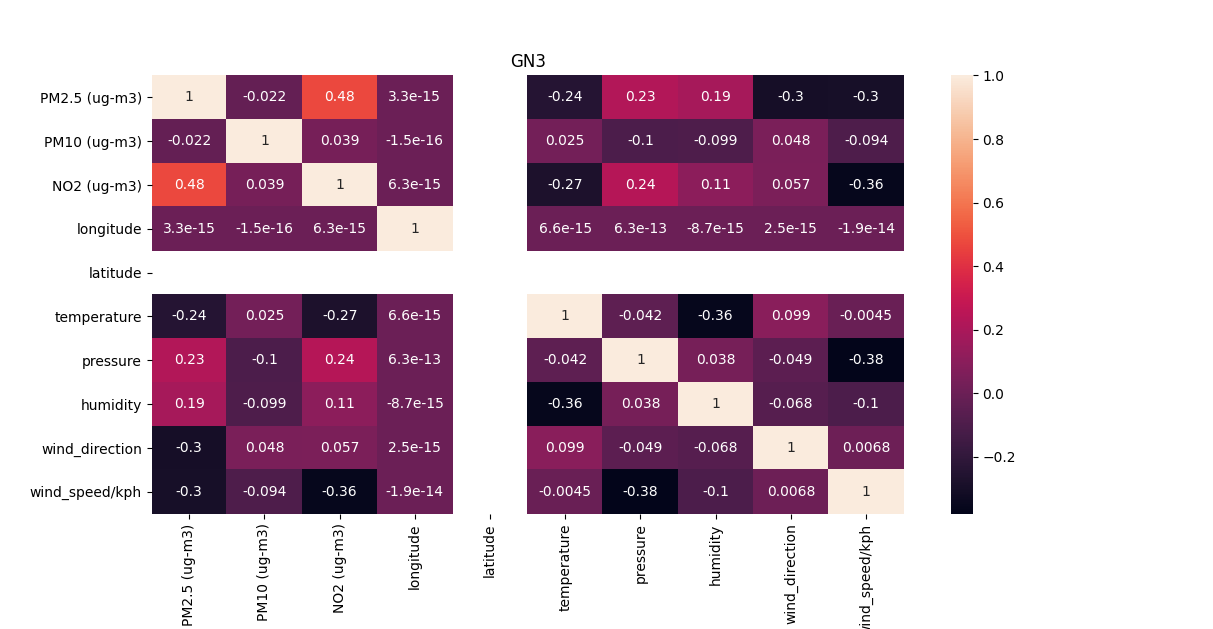 GN3
PM2.5 (ug-m3) 1 -0.022 0.48 3.3e-15 -0.24 0.23 0.19 -0.3 -0.3
PM10 (ug-m3) -0.022 1 0.039 -1.5e-16 0.025 -0.1 -0.099 0.048 -0.094
NO2 (ug-m3) 0.48 0.039 1 6.3e-15 -0.27 0.24 0.11 0.057 -0.36
longitude 3.3e-15 -1.5e-16 6.3e-15 1 6.6e-15 6.3e-13 -8.7e-15 2.5e-15 -1.9e-14
latitude
temperature -0.24 0.025 -0.27 6.6e-15 1 -0.042 -0.36 0.099 -0.0045
pressure 0.23 -0.1 0.24 6.3e-13 -0.042 1 0.038 -0.049 -0.38
humidity 0.19 -0.099 0.11 -8.7e-15 -0.36 0.038 1 -0.068 -0.1
wind_direction -0.3 0.048 0.057 2.5e-15 0.099 -0.049 -0.068 1 0.0068
wind_speed/kph -0.3 -0.094 -0.36 -1.9e-14 -0.0045 -0.38 -0.1 0.0068 1
PM2.5 (ug-m3)
PM10 (ug-m3)
NO2 (ug-m3)
longitude
latitude
temperature
pressure
humidity
wind_direction
wind_speed/kph
1.0
0.8
0.6
0.4
0.2
0.0
−0.2